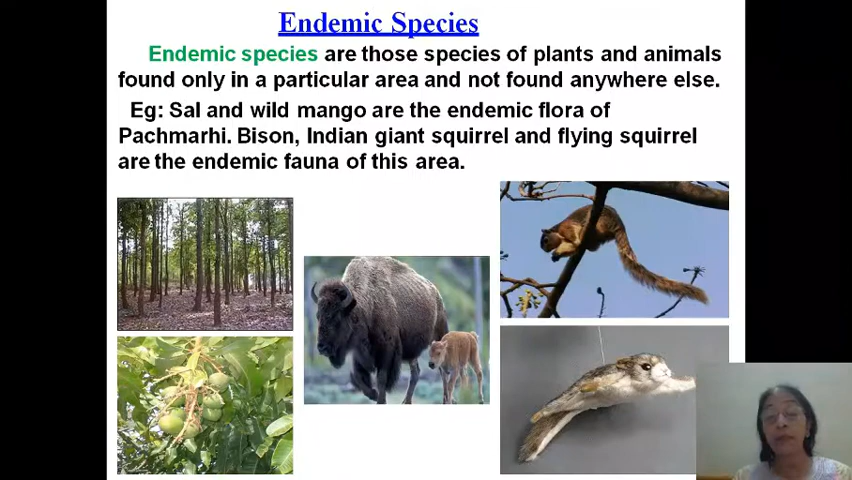 Endemic Species
Endemic species are those species of plants and animals
found only in a particular area and not found anywhere else.
Eg: Sal and wild mango are the endemic flora of
Pachmarhi. Bison, Indian giant squirrel and flying squirrel
are the endemic fauna of this area.